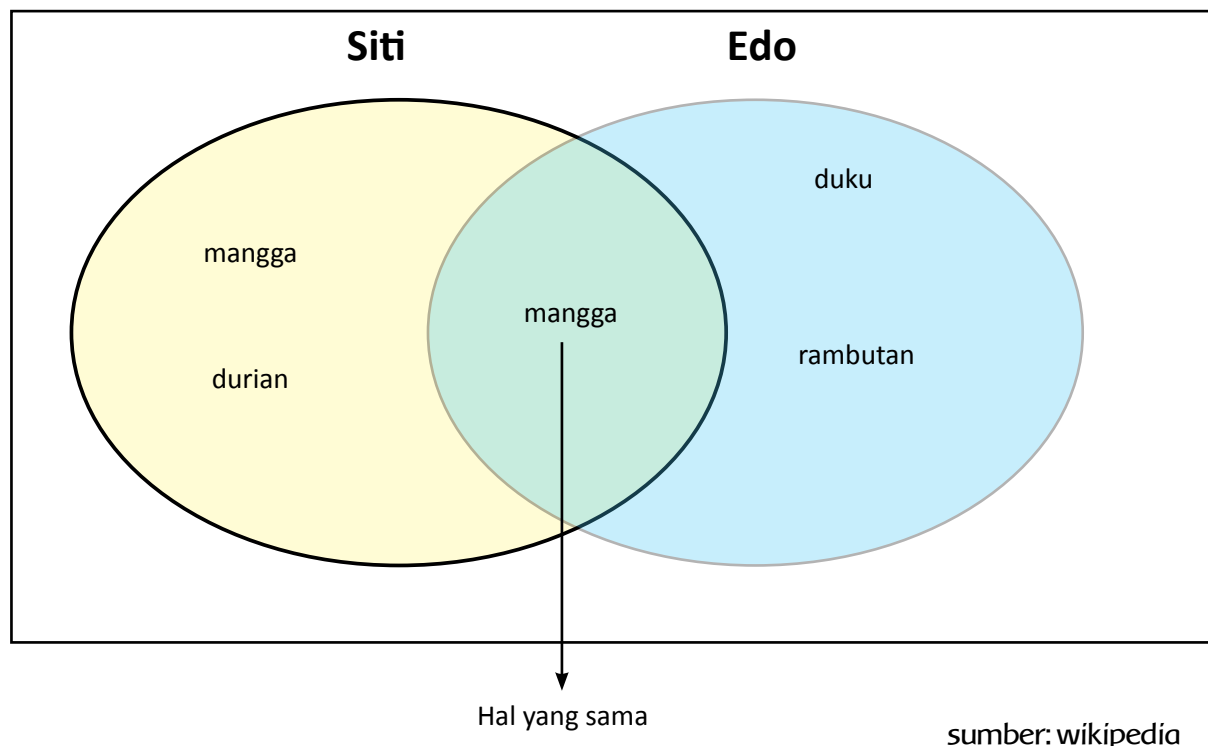 Siti
Edo
mangga
durian
mangga
duku
rambutan
Hal yang sama
sumber: wikipedia